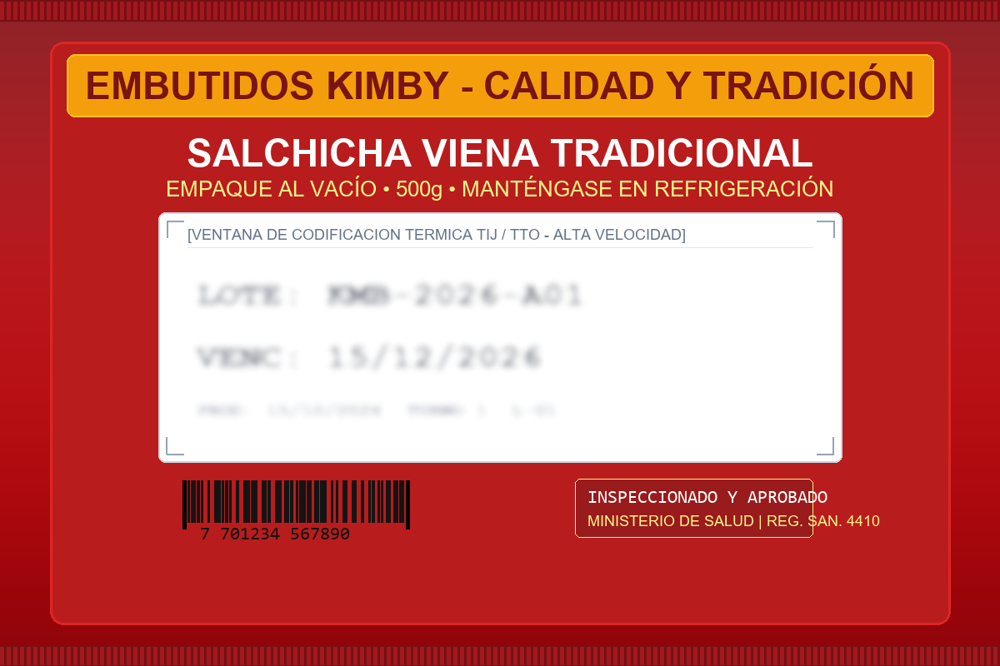 EMBUTIDOS KIMBY - CALIDAD Y TRADICIÓN
SALCHICHA VIENA TRADICIONAL
EMPAQUE AL VACÍO • 500g • MANTÉNGASE EN REFRIGERACIÓN
[VENTANA DE CODIFICACION TERMICA TIJ / TTO - ALTA VELOCIDAD]
LOTE: KMB-2026-A01
VENC: 15/12/2026
7 701234 567890
INSPECCIONADO Y APROBADO
MINISTERIO DE SALUD | REG. SAN. 4410